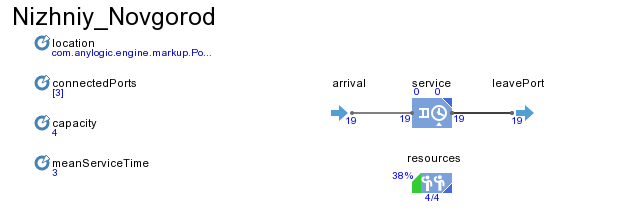 Nizhniy_Novgorod
location
com.anylogic.engine.markup.Po...
connectedPorts
[3]
capacity
4
meanServiceTime
3
arrival
service
leavePort
0 0
19
19
19
19
resources
38%
4/4